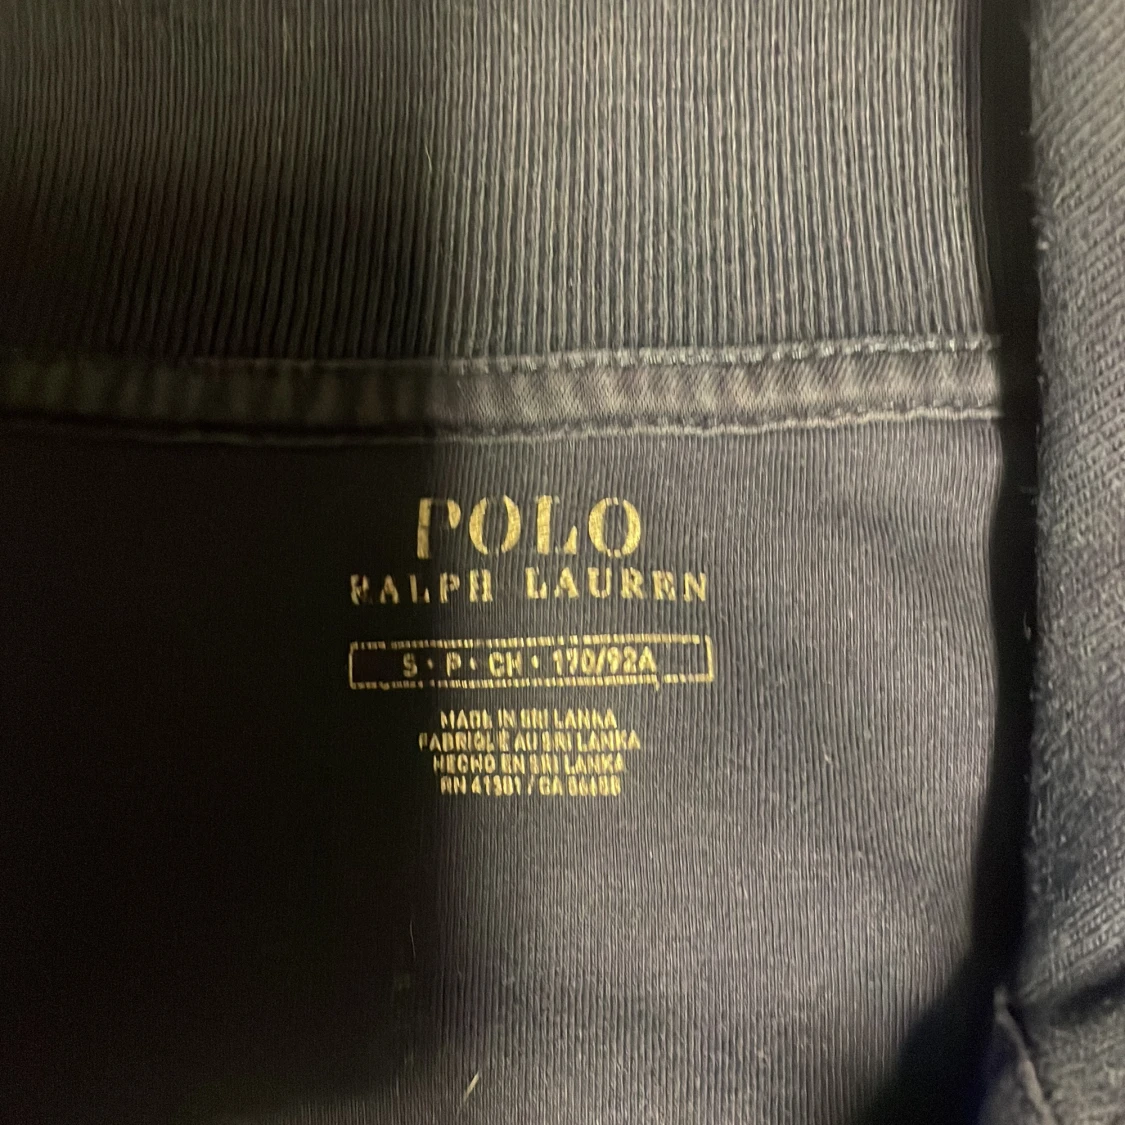 POLO
RALPH LAUREN
S • P • CH • 170/92A
MADE IN SRI LANKA
FABRIQUÉ AU SRI LANKA
HECHO EN SRI LANKA
RN 41381 / CA